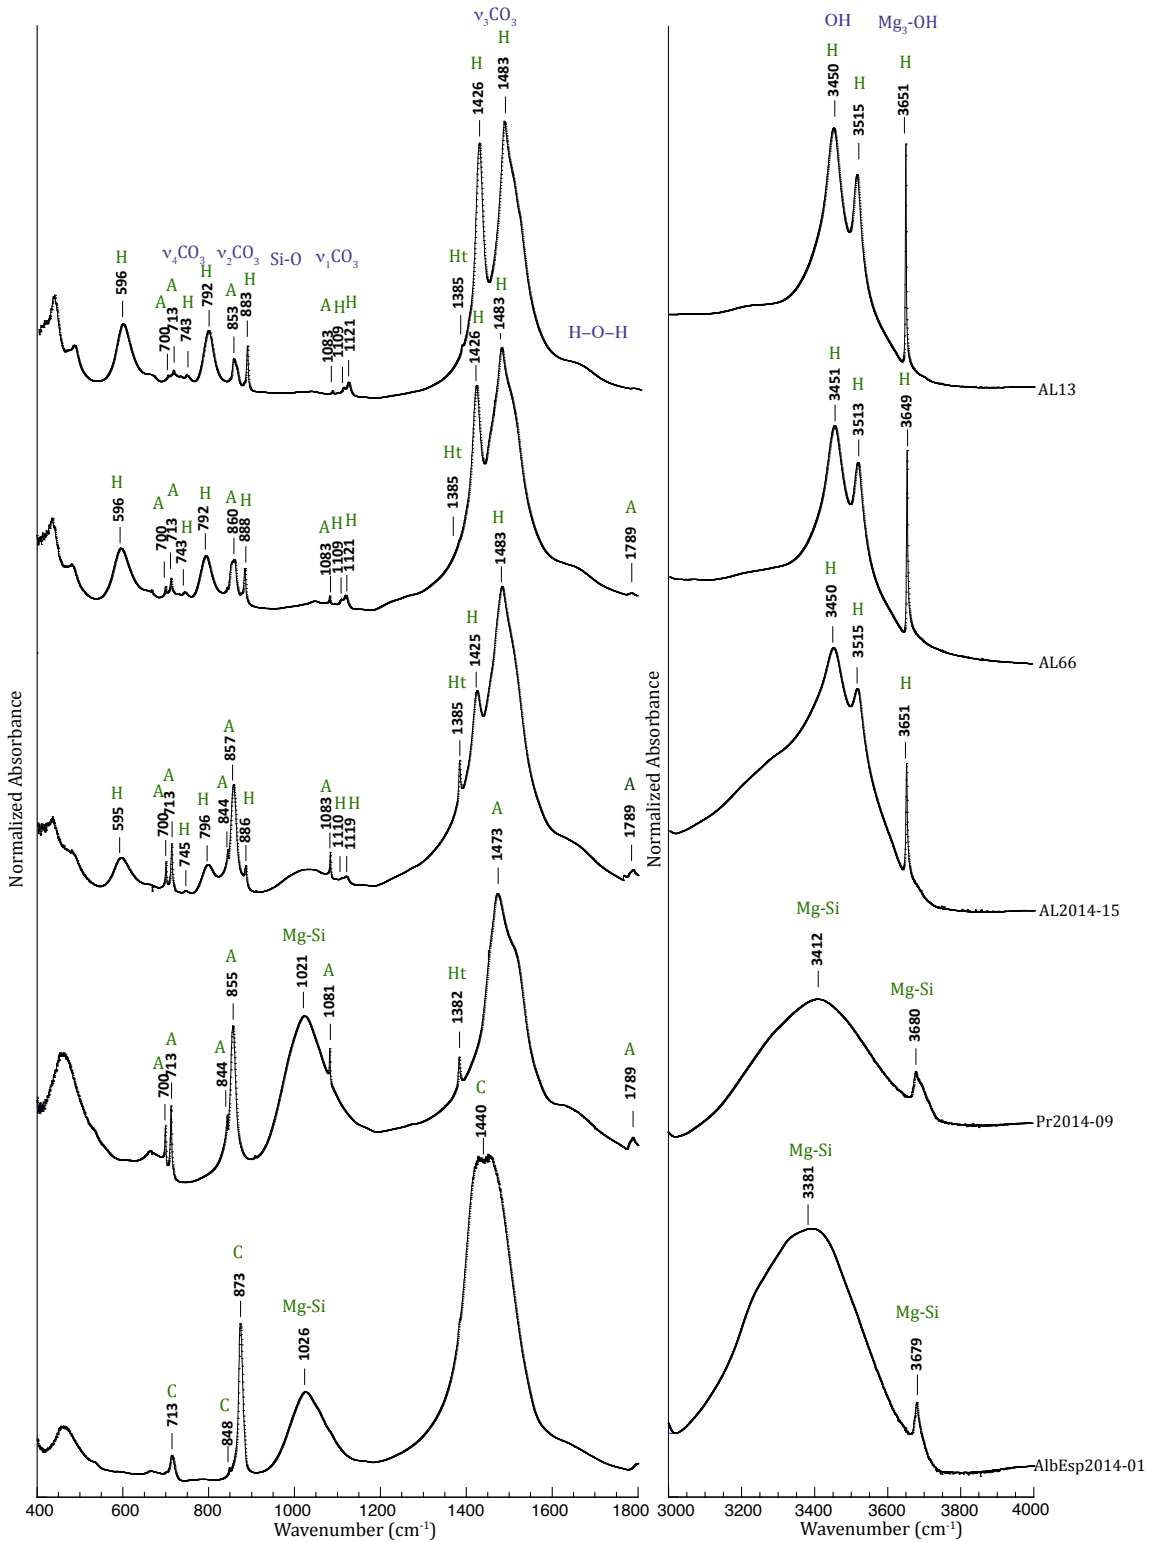 ν3CO3
H
H
1426
1483
OH
Mg3-OH
H
H
H
3450
3515
3651
ν4CO3
ν2CO3
Si-O
ν1CO3
H
A
A
H
H
A
H
596
700
713
743
792
853
883
A
H
H
1083
1109
1121
Ht
1385
H–O–H
AL13
H
H
1426
1483
H
A
A
H
H
A
H
596
700
713
743
792
860
888
A
H
H
1083
1109
1121
Ht
1385
A
1789
H
H
H
3451
3513
3649
AL66
H
H
1425
1483
H
A
A
H
H
A
A
H
595
700
713
745
796
844
857
886
A
H
H
1083
1110
1119
Ht
1385
A
1789
H
H
H
3450
3515
3651
AL2014-15
Normalized Absorbance
Normalized Absorbance
A
A
A
A
700
713
844
855
Mg-Si
1021
A
1081
Ht
1382
A
1473
A
1789
Mg-Si
3412
Mg-Si
3680
Pr2014-09
C
713
C
848
C
873
Mg-Si
1026
C
1440
Mg-Si
3381
Mg-Si
3679
AlbEsp2014-01
400 600 800 1000 1200 1400 1600 1800
Wavenumber (cm-1)
3000 3200 3400 3600 3800 4000
Wavenumber (cm-1)